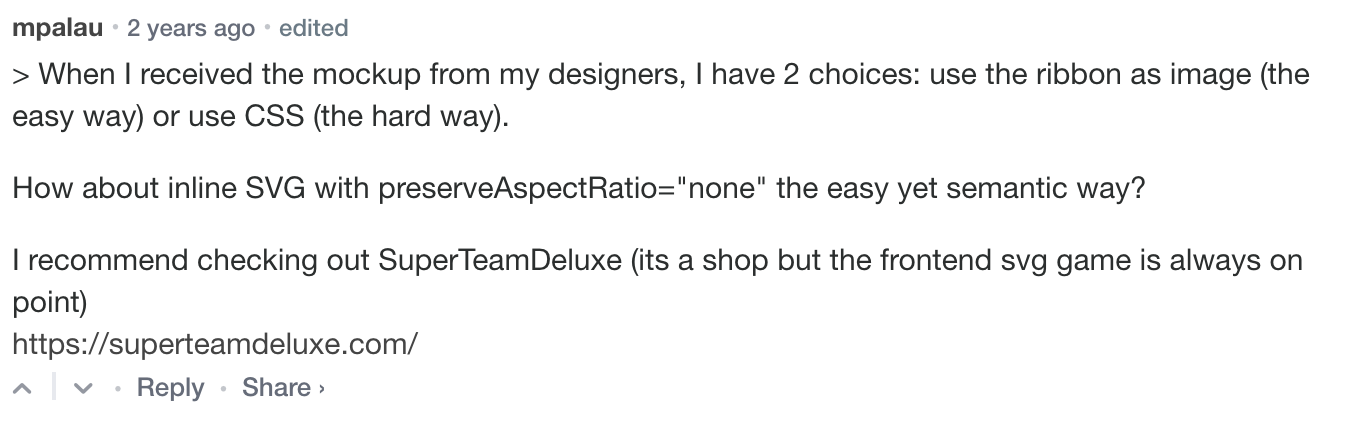 mpalau • 2 years ago • edited
> When I received the mockup from my designers, I have 2 choices: use the ribbon as image (the
easy way) or use CSS (the hard way).
How about inline SVG with preserveAspectRatio="none" the easy yet semantic way?
I recommend checking out SuperTeamDeluxe (its a shop but the frontend svg game is always on
point)
https://superteamdeluxe.com/
• Reply • Share ›